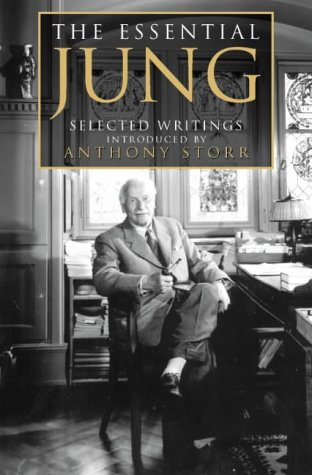 THE ESSENTIAL
JUNG
SELECTED WRITINGS
INTRODUCED BY
ANTHONY STORR